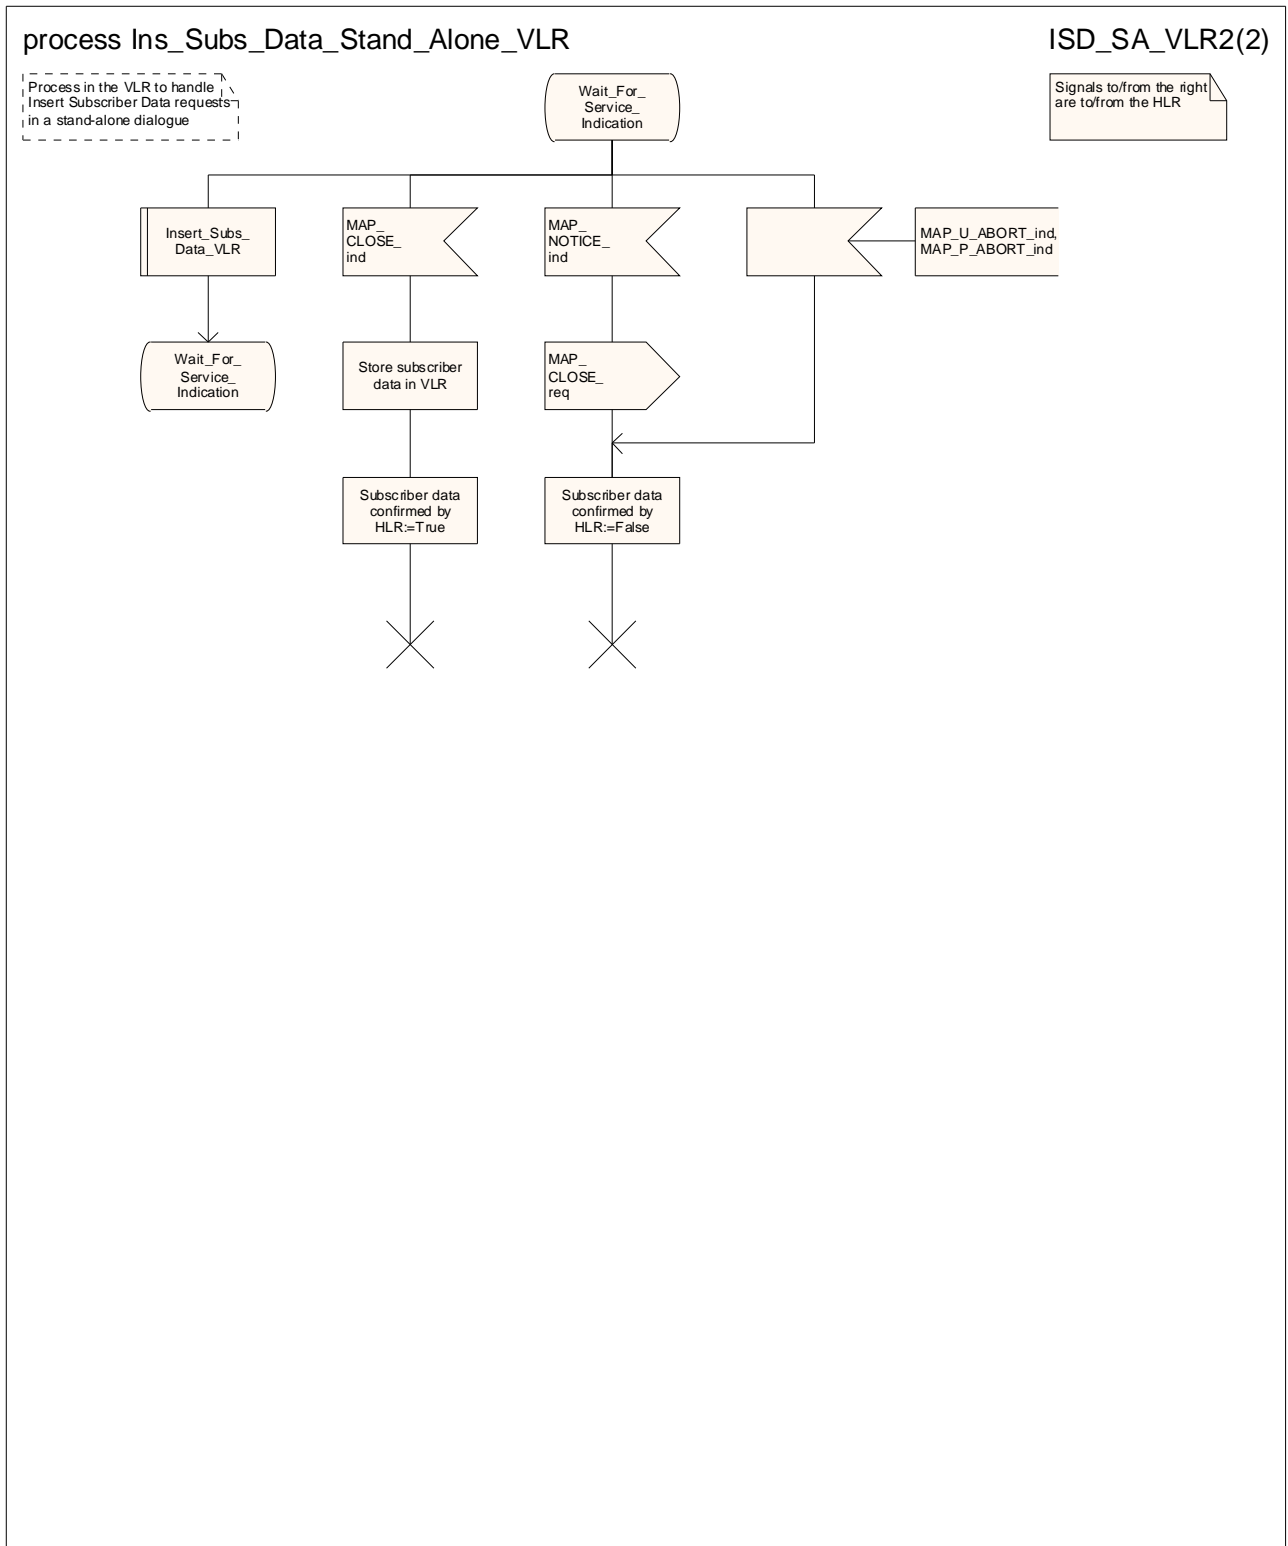 process Ins_Subs_Data_Stand_Alone_VLR
ISD_SA_VLR2(2)
Process in the VLR to handle
Insert Subscriber Data requests
in a stand-alone dialogue
Wait_For_
Service_
Indication
Signals to/from the right
are to/from the HLR
Insert_Subs_
Data_VLR
MAP_
CLOSE_
ind
MAP_
NOTICE_
ind
MAP_U_ABORT_ind,
MAP_P_ABORT_ind
Wait_For_
Service_
Indication
Store subscriber
data in VLR
MAP_
CLOSE_
req
Subscriber data
confirmed by
HLR:=True
Subscriber data
confirmed by
HLR:=False